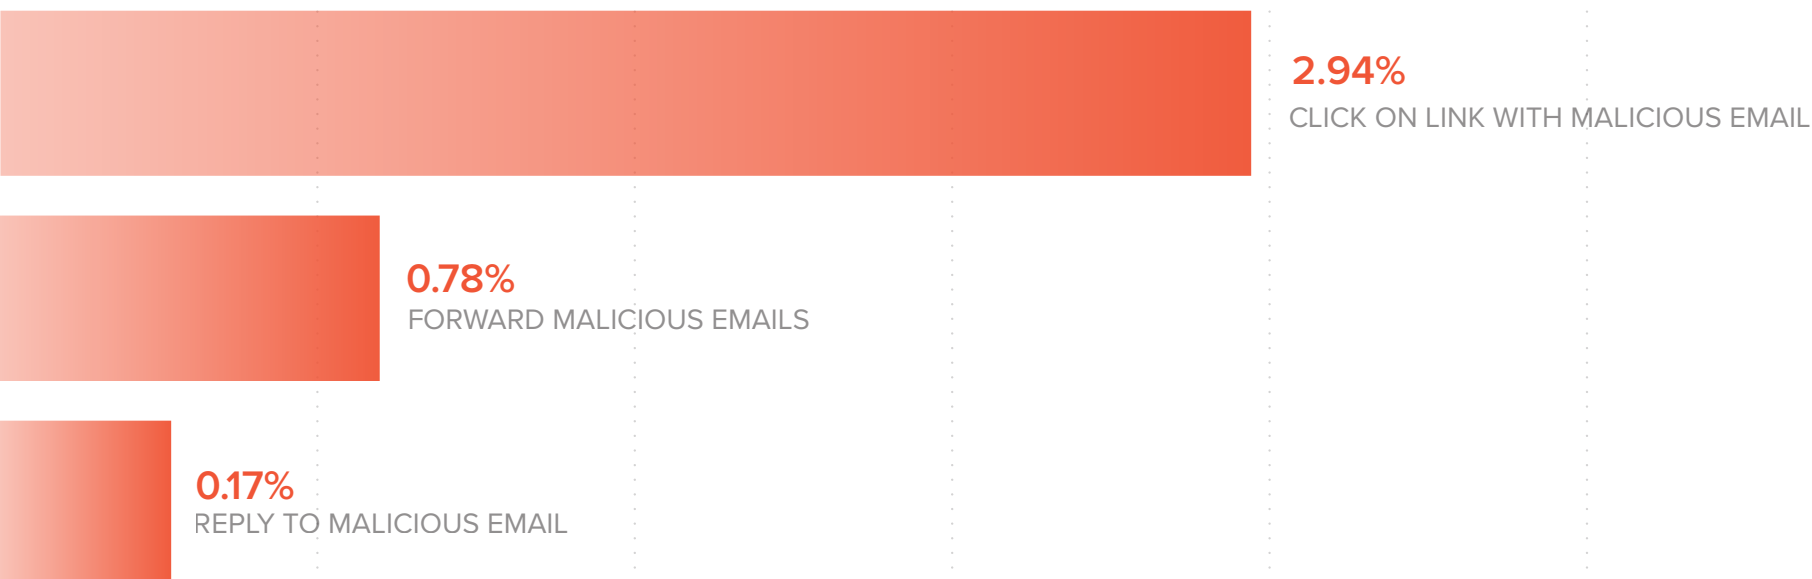 2.94%
CLICK ON LINK WITH MALICIOUS EMAIL
0.78%
FORWARD MALICIOUS EMAILS
0.17%
REPLY TO MALICIOUS EMAIL